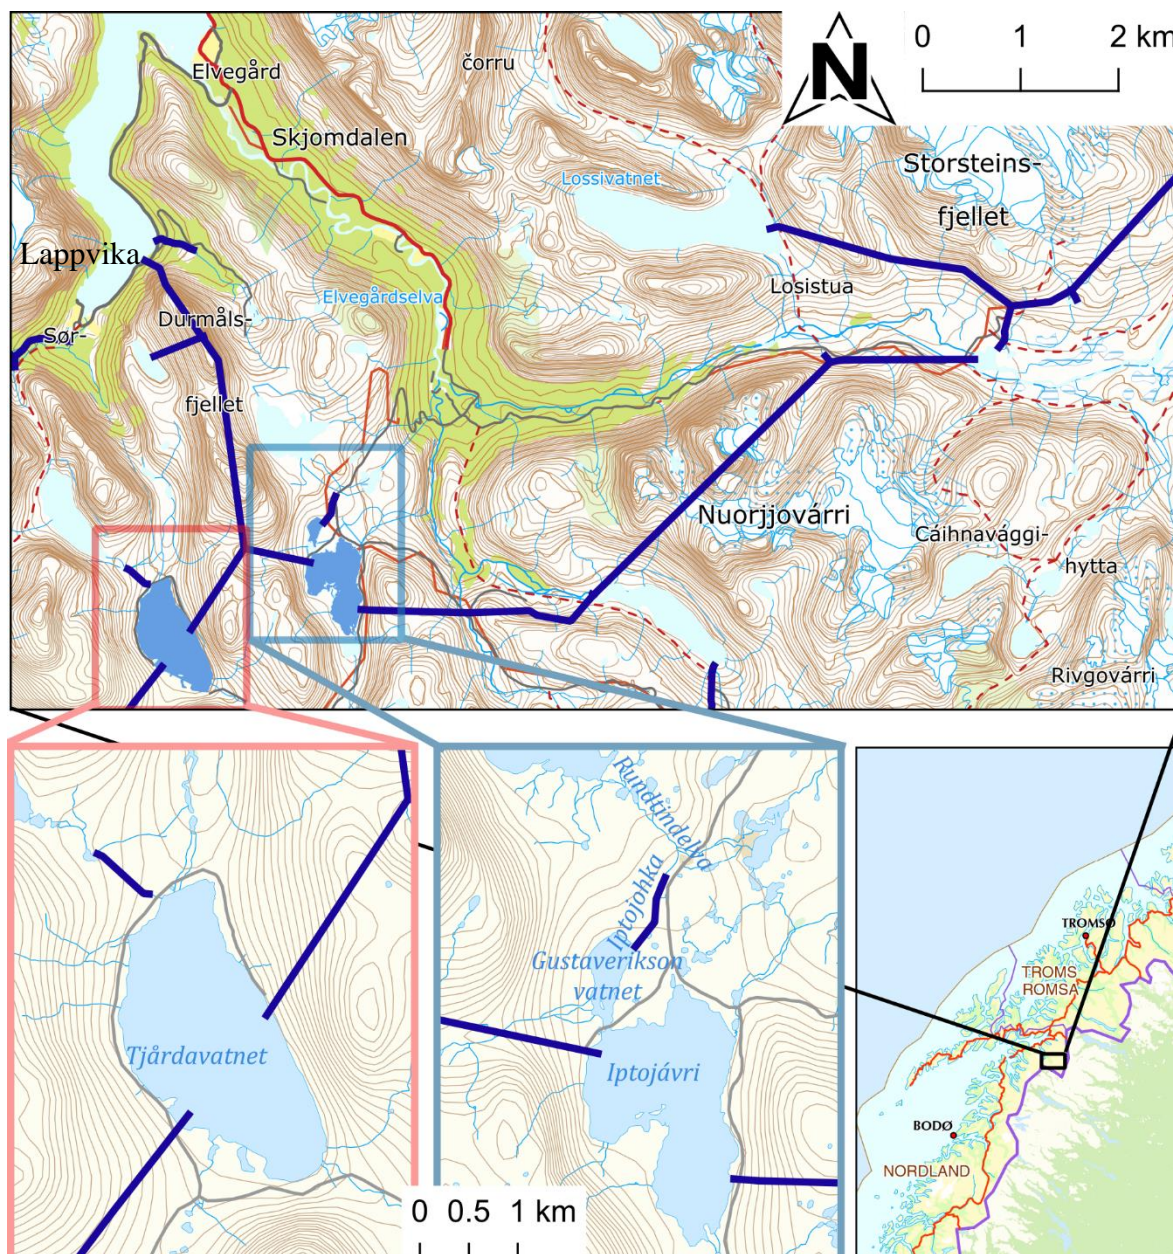 N
0 1 2 km
Elvegård
čorru
Skjomdalen
Storsteins-
fjellet
Lossivatnet
Lappvika
Losistua
Elvegårdselva
Durmåls-
Sør-
fjellet
Nuorjjovárri
Cáihnavággi-
hytta
Rivgovárri
Rundtindelva
Iptojohka
Gustaverikson
vatnet
Tjårdavatnet
Iptojávri
TROMSØ
TROMS
ROMSA
BODØ
NORDLAND
0 0.5 1 km